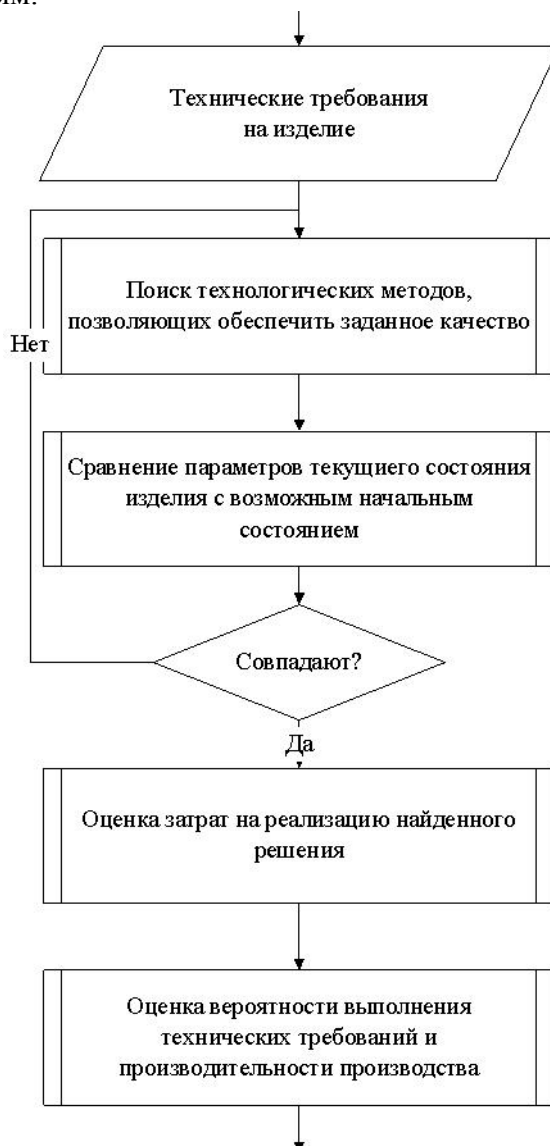 Технические требования
на изделие
Поиск технологических методов,
позволяющих обеспечить заданное качество
Нет
Сравнение параметров текущиего состояния
изделия с возможным начальным
состоянием
Совпадают?
Да
Оценка затрат на реализацию найденного
решения
Оценка вероятности выполнения
технических требований и
производительности производства